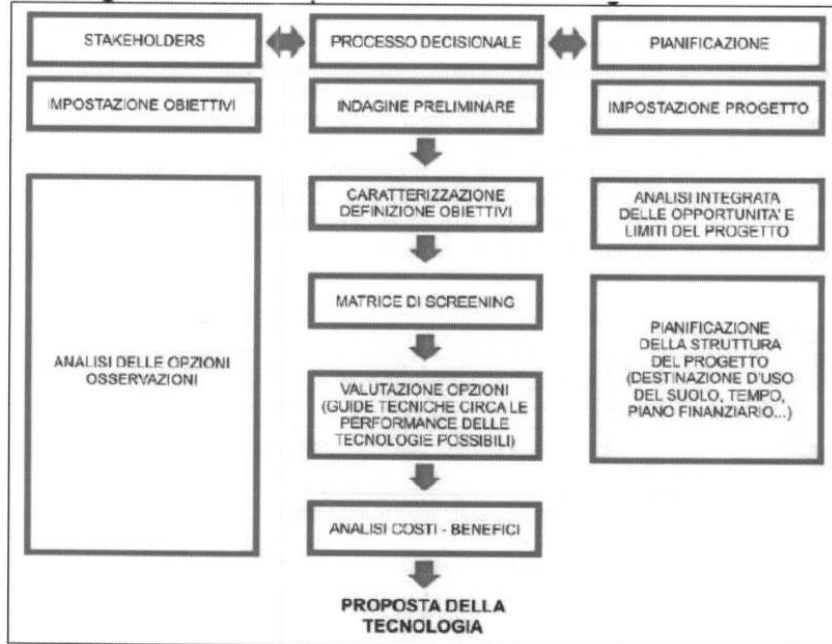 STAKEHOLDERS
PROCESSO DECISIONALE
PIANIFICAZIONE
IMPOSTAZIONE OBIETTIVI
INDAGINE PRELIMINARE
IMPOSTAZIONE PROGETTO
CARATTERIZZAZIONE
DEFINIZIONE OBIETTIVI
ANALISI INTEGRATA
DELLE OPPORTUNITA' E
LIMITI DEL PROGETTO
MATRICE DI SCREENING
ANALISI DELLE OPZIONI
OSSERVAZIONI
PIANIFICAZIONE
DELLA STRUTTURA
DEL PROGETTO
(DESTINAZIONE D'USO
DEL SUOLO, TEMPO,
PIANO FINANZIARIO...)
VALUTAZIONE OPZIONI
(GUIDE TECNICHE CIRCA LE
PERFORMANCE DELLE
TECNOLOGIE POSSIBILI)
ANALISI COSTI - BENEFICI
PROPOSTA DELLA
TECNOLOGIA